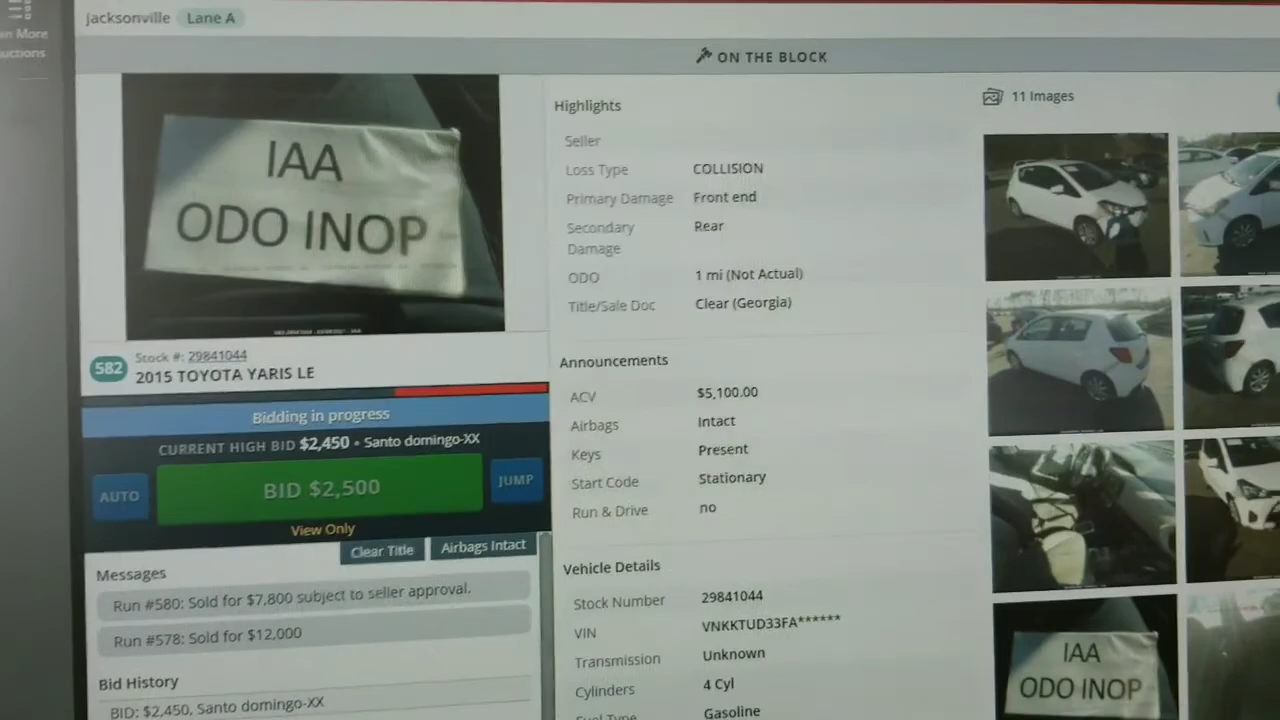 Jacksonville Lane A
ON THE BLOCK
IAA
ODO INOP
582
Stock #: 29841044
2015 TOYOTA YARIS LE
Bidding in progress
CURRENT HIGH BID $2,450 • Santo domingo-XX
AUTO
BID $2,500
JUMP
View Only
Clear Title
Airbags Intact
Messages
Run #580: Sold for $7,800 subject to seller approval.
Run #578: Sold for $12,000
Bid History
BID: $2,450, Santo domingo-XX
Highlights
Seller
Loss Type COLLISION
Primary Damage Front end
Secondary Rear
Damage
ODO 1 mi (Not Actual)
Title/Sale Doc Clear (Georgia)
Announcements
ACV $5,100.00
Airbags Intact
Keys Present
Start Code Stationary
Run & Drive no
Vehicle Details
Stock Number 29841044
VIN VNKKTUD33FA******
Transmission Unknown
Cylinders 4 Cyl
Fuel Type Gasoline
11 Images
IAA
ODO INOP